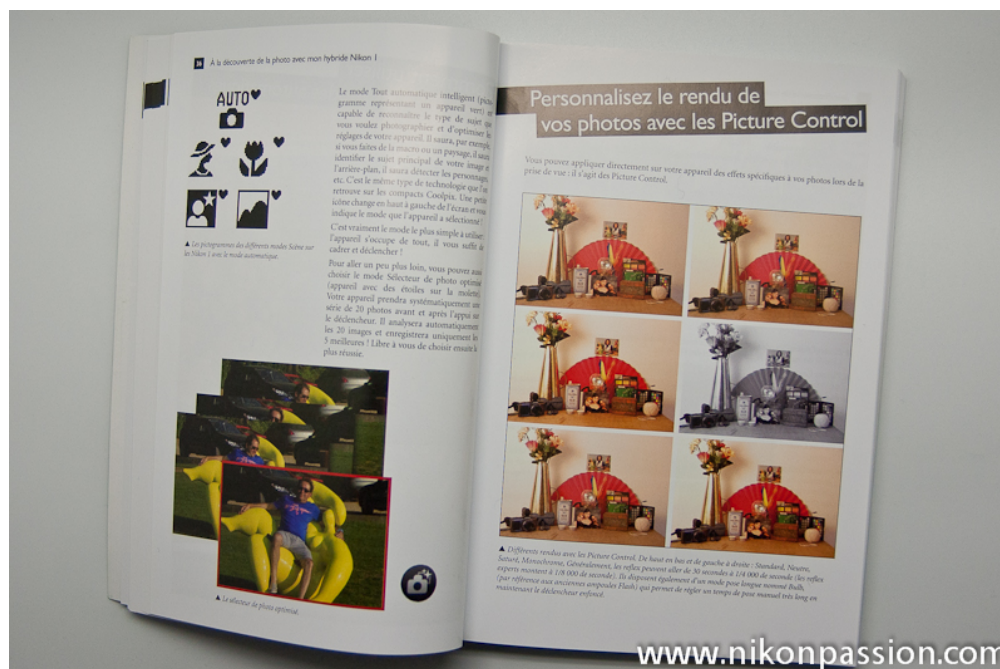 36 À la découverte de la photo avec mon hybride Nikon 1
AUTO
▲ Les pictogrammes des différents modes Scène sur
les Nikon 1 avec le mode automatique.
Le mode Tout automatique intelligent (picto-
gramme représentant un appareil vert) est
capable de reconnaître le type de sujet que
vous voulez photographier et d'optimiser les
réglages de votre appareil. Il saura, par exemple,
si vous faites de la macro ou un paysage, il saura
identifier le sujet principal de votre image et
l'arrière-plan, il saura détecter les personnages,
etc. C'est le même type de technologie que l'on
retrouve sur les compacts Coolpix. Une petite
icône change en haut à gauche de l'écran et vous
indique le mode que l'appareil a sélectionné !
C'est vraiment le mode le plus simple à utiliser :
l'appareil s'occupe de tout, il vous suffit de
cadrer et déclencher !
Pour aller un peu plus loin, vous pouvez aussi
choisir le mode Sélecteur de photo optimisé
(appareil avec des étoiles sur la molette).
Votre appareil prendra systématiquement une
série de 20 photos avant et après l'appui sur
le déclencheur. Il analysera automatiquement
les 20 images et enregistrera uniquement les
5 meilleures ! Libre à vous de choisir ensuite la
plus réussie.
▲ Le sélecteur de photo optimisé.
Personnalisez le rendu de
vos photos avec les Picture Control
Vous pouvez appliquer directement sur votre appareil des effets spécifiques à vos photos lors de la
prise de vue : il s'agit des Picture Control.
▲ Différents rendus avec les Picture Control. De haut en bas et de gauche à droite : Standard, Neutre,
Saturé, Monochrome, Généralement, les reflex peuvent aller de 30 secondes à 1/4 000 de seconde (les reflex
experts montent à 1/8 000 de seconde). Ils disposent également d'un mode pose longue nommé Bulb,
(par référence aux anciennes ampoules Flash) qui permet de régler un temps de pose manuel très long en
maintenant le déclencheur enfoncé.
www.nikonpassion.com